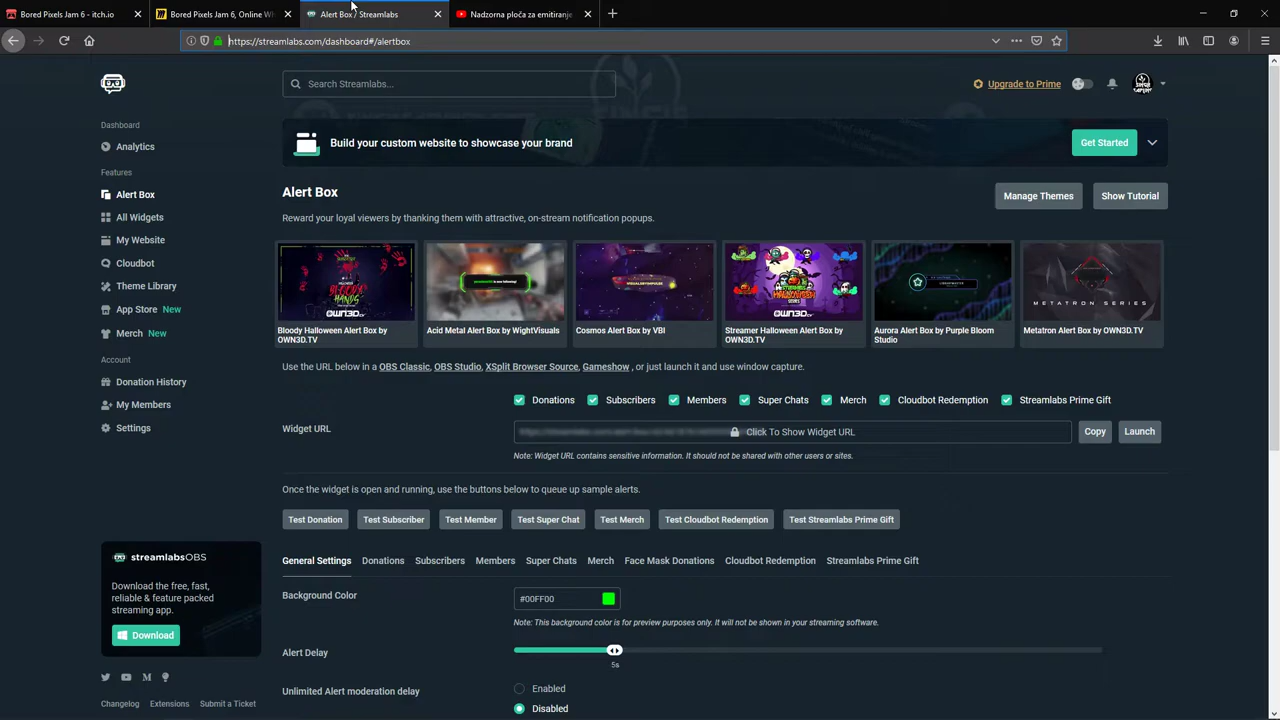 Bored Pixels Jam 6 - itch.io
Bored Pixels Jam 6, Online Wh
Alert Box / Streamlabs
Nadzorna ploča za emitiranje
https://streamlabs.com/dashboard#/alertbox
Search Streamlabs...
Upgrade to Prime
Dashboard
Analytics
Features
Alert Box
All Widgets
My Website
Cloudbot
Theme Library
App Store New
Merch New
Account
Donation History
My Members
Settings
Build your custom website to showcase your brand
Get Started
Alert Box
Manage Themes
Show Tutorial
Reward your loyal viewers by thanking them with attractive, on-stream notification popups.
Bloody Halloween Alert Box by
OWN3D.TV
Acid Metal Alert Box by WightVisuals
Cosmos Alert Box by VBI
Streamer Halloween Alert Box by
OWN3D.TV
Aurora Alert Box by Purple Bloom
Studio
Metatron Alert Box by OWN3D.TV
Use the URL below in a OBS Classic, OBS Studio, XSplit Browser Source, Gameshow , or just launch it and use window capture.
Donations
Subscribers
Members
Super Chats
Merch
Cloudbot Redemption
Streamlabs Prime Gift
Widget URL
Click To Show Widget URL
Copy
Launch
Note: Widget URL contains sensitive information. It should not be shared with other users or sites.
Once the widget is open and running, use the buttons below to queue up sample alerts.
Test Donation
Test Subscriber
Test Member
Test Super Chat
Test Merch
Test Cloudbot Redemption
Test Streamlabs Prime Gift
General Settings
Donations
Subscribers
Members
Super Chats
Merch
Face Mask Donations
Cloudbot Redemption
Streamlabs Prime Gift
Background Color
#00FF00
Note: This background color is for preview purposes only. It will not be shown in your streaming software.
Alert Delay
5s
Unlimited Alert moderation delay
Enabled
Disabled
streamlabsOBS
Download the free, fast,
reliable & feature packed
streaming app.
Download
Changelog
Extensions
Submit a Ticket